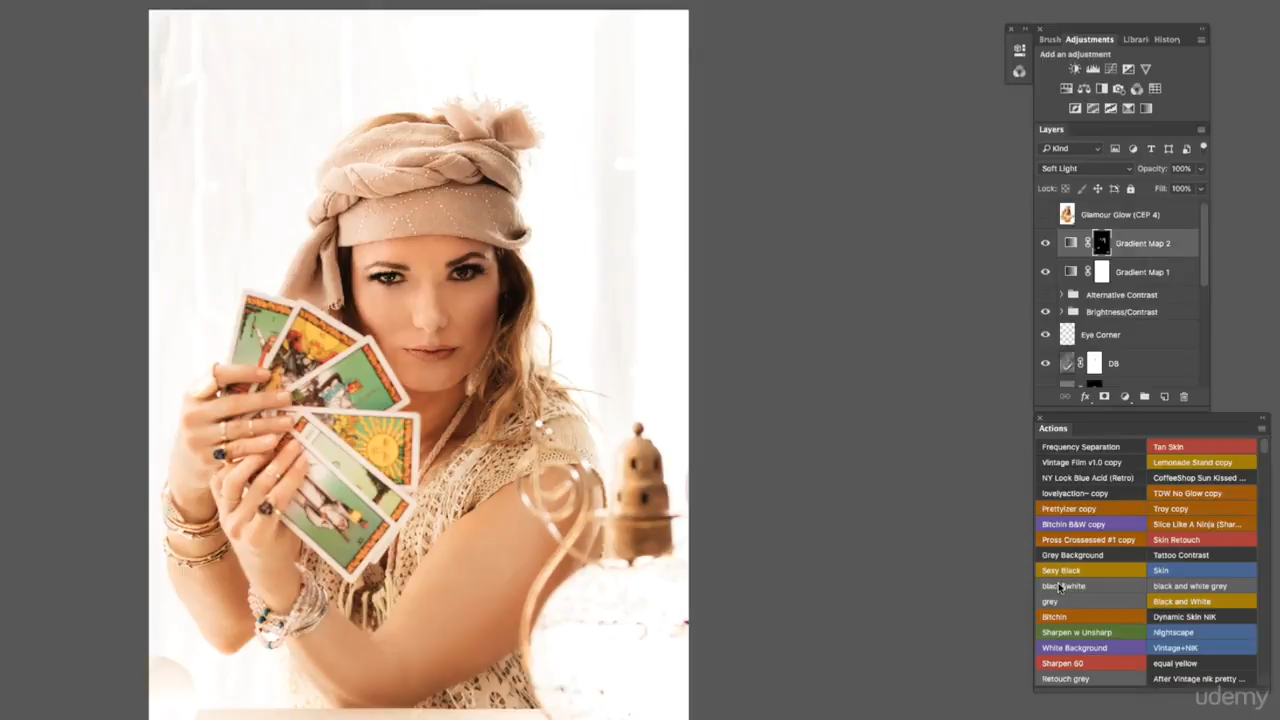 Brush Adjustments Librari History
Add an adjustment
Layers
Kind
Soft Light Opacity: 100%
Lock: Fill: 100%
Glamour Glow (CEP 4)
Gradient Map 2
Gradient Map 1
Alternative Contrast
Brightness/Contrast
Eye Corner
DB
fx
Actions
Frequency Separation Tan Skin
Vintage Film v1.0 copy Lemonade Stand copy
NY Look Blue Acid (Retro) CoffeeShop Sun Kissed ...
lovelyaction~ copy TDW No Glow copy
Prettyizer copy Troy copy
Bitchin B&W copy Slice Like A Ninja (Shar...
Pross Crossessed #1 copy Skin Retouch
Grey Background Tattoo Contrast
Sexy Black Skin
black and white grey
grey Black and White
Bitchin Dynamic Skin NIK
Sharpen w Unsharp Nightscape
White Background Vintage+NIK
Sharpen 60 equal yellow
Retouch grey After Vintage nik pretty ...
udemy